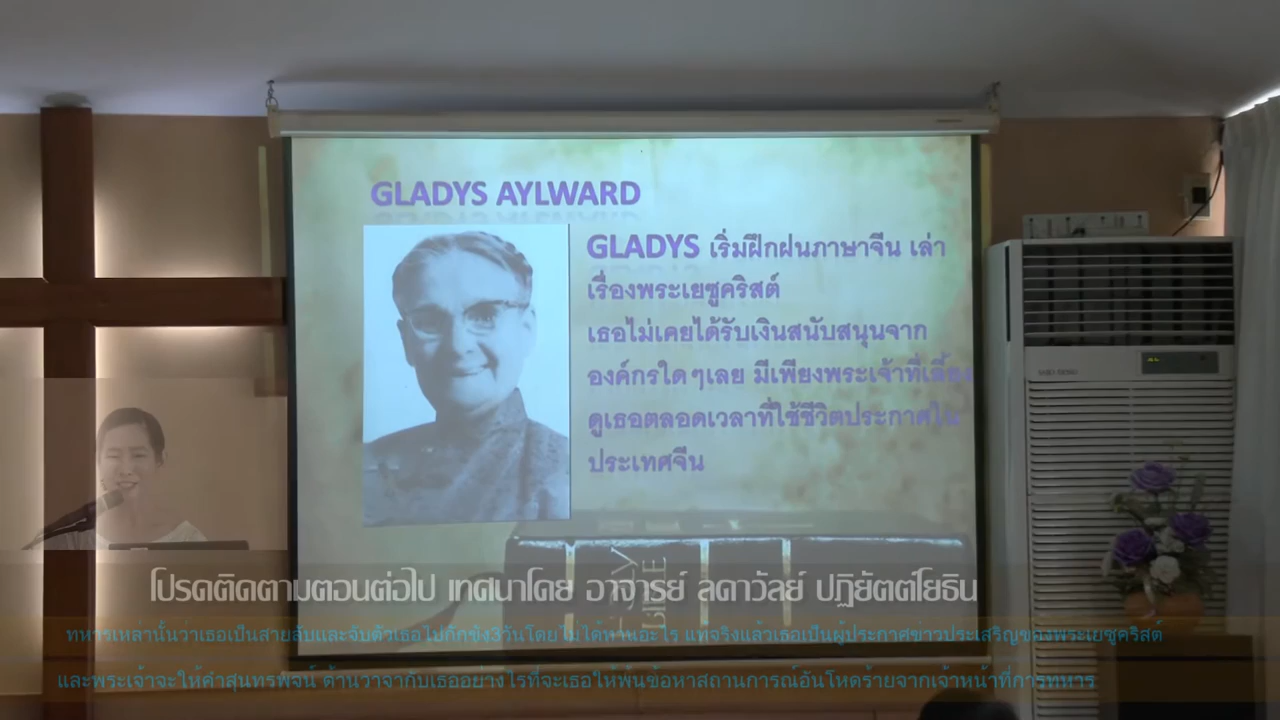 GLADYS AYLWARD
GLADYS เริ่มฝึกฝนภาษาจีน เล่า
เรื่องพระเยซูคริสต์
เธอไม่เคยได้รับเงินสนับสนุนจาก
องค์กรใดๆเลย มีเพียงพระเจ้าที่เลี้ยง
ดูเธอตลอดเวลาที่ใช้ชีวิตประกาศใน
ประเทศจีน
HOLY
BIBLE
โปรดติดตามตอนต่อไป เทศนาโดย อาจารย์ ลดาวัลย์ ปฏิยัตต์โยธิน
ทหารเหล่านั้นว่าเธอเป็นสายลับและจับตัวเธอไปกักขัง3วันโดยไม่ได้ทานอะไร แท้จริงแล้วเธอเป็นผู้ประกาศข่าวประเสริฐของพระเยซูคริสต์
และพระเจ้าจะให้คำสุนทรพจน์ ด้านวาจากับเธออย่างไรที่จะเธอให้พ้นข้อหาสถานการณ์อันโหดร้ายจากเจ้าหน้าที่การทหาร